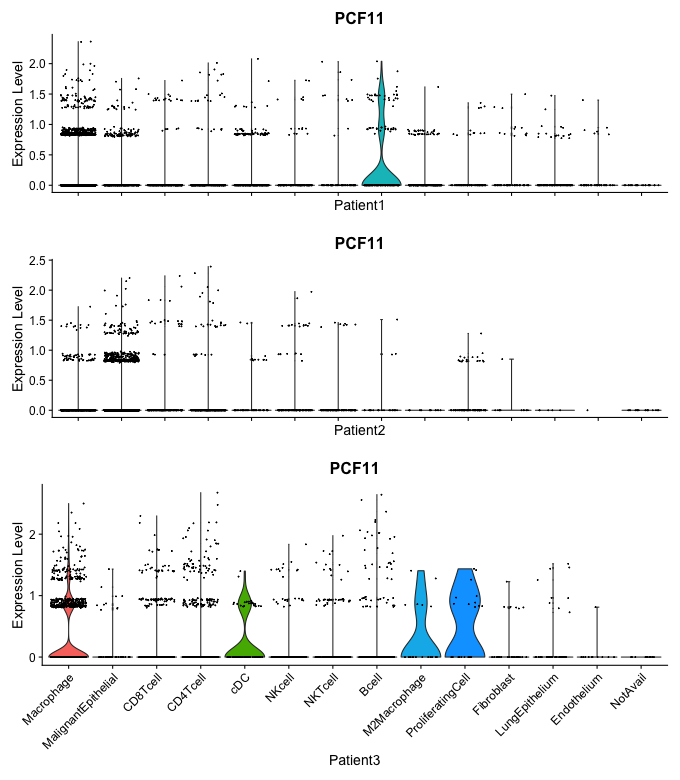 PCF11
Expression Level
2.0
1.5
1.0
0.5
0.0
Patient1
PCF11
Expression Level
2.5
2.0
1.5
1.0
0.5
0.0
Patient2
PCF11
Expression Level
2
1
0
Macrophage
MalignantEpithelial
CD8Tcell
CD4Tcell
cDC
NKcell
NKTcell
Bcell
M2Macrophage
ProliferatingCell
Fibroblast
LungEpithelium
Endothelium
NotAvail
Patient3